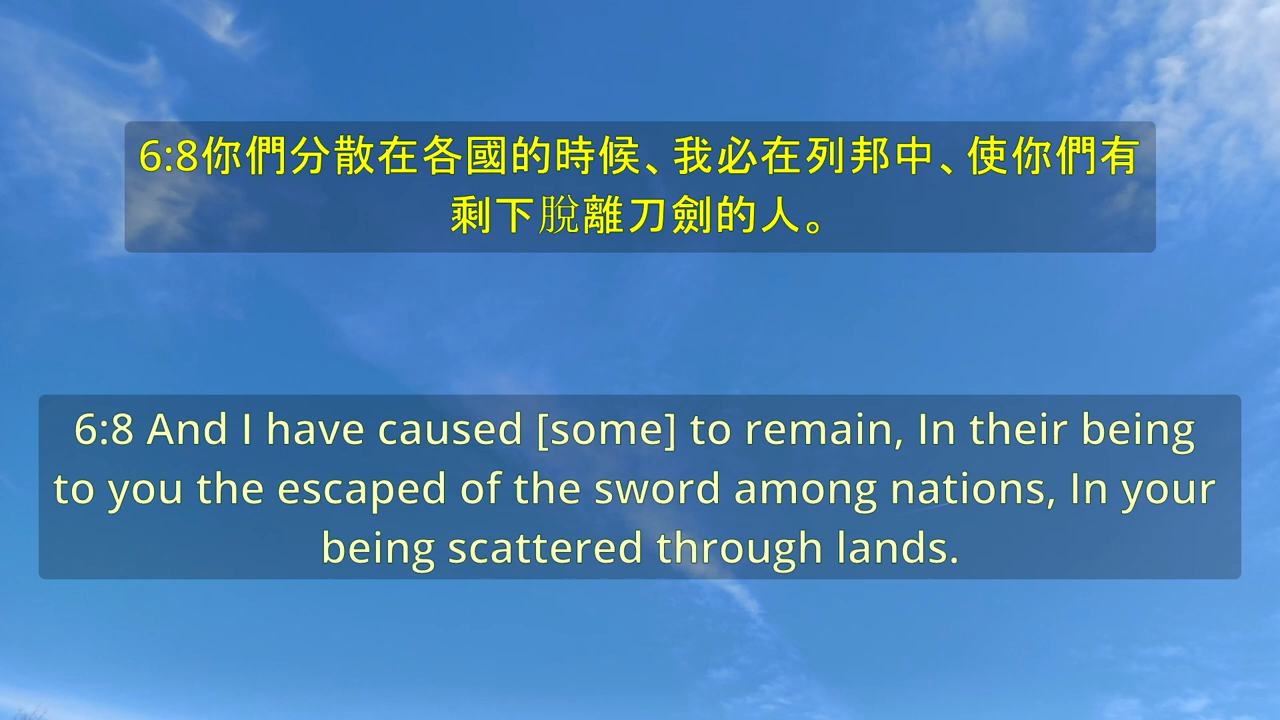 6:8你們分散在各國的時候、我必在列邦中、使你們有
剩下脫離刀劍的人。
6:8 And I have caused [some] to remain, In their being
to you the escaped of the sword among nations, In your
being scattered through lands.